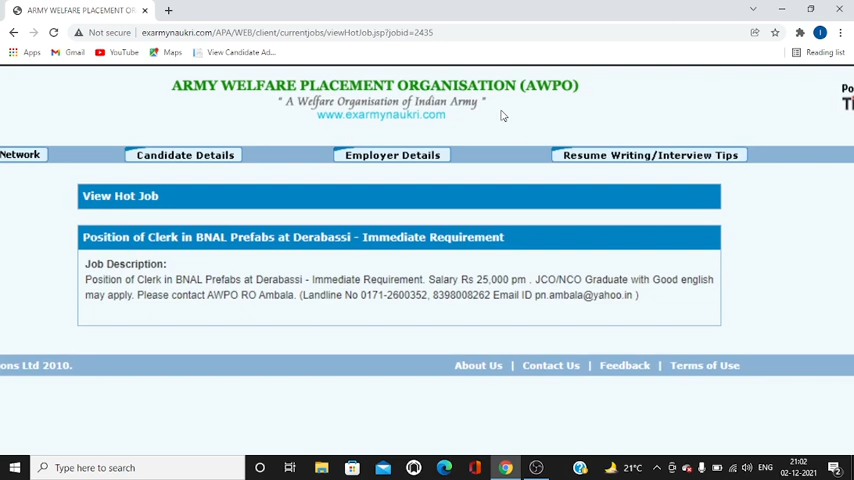 ARMY WELFARE PLACEMENT OR
Not secure
exarmynaukri.com/APA/WEB/client/currentjobs/viewHotJob.jsp?jobid=2435
Apps Gmail YouTube Maps View Candidate Ad... Reading list
ARMY WELFARE PLACEMENT ORGANISATION (AWPO)
" A Welfare Organisation of Indian Army "
www.exarmynaukri.com
Po
Network Candidate Details Employer Details Resume Writing/Interview Tips
View Hot Job
Position of Clerk in BNAL Prefabs at Derabassi - Immediate Requirement
Job Description:
Position of Clerk in BNAL Prefabs at Derabassi - Immediate Requirement. Salary Rs 25,000 pm . JCO/NCO Graduate with Good english
may apply. Please contact AWPO RO Ambala. (Landline No 0171-2600352, 8398008262 Email ID pn.ambala@yahoo.in )
ons Ltd 2010. About Us | Contact Us | Feedback | Terms of Use
Type here to search
21°C
ENG
21:02
02-12-2021
2